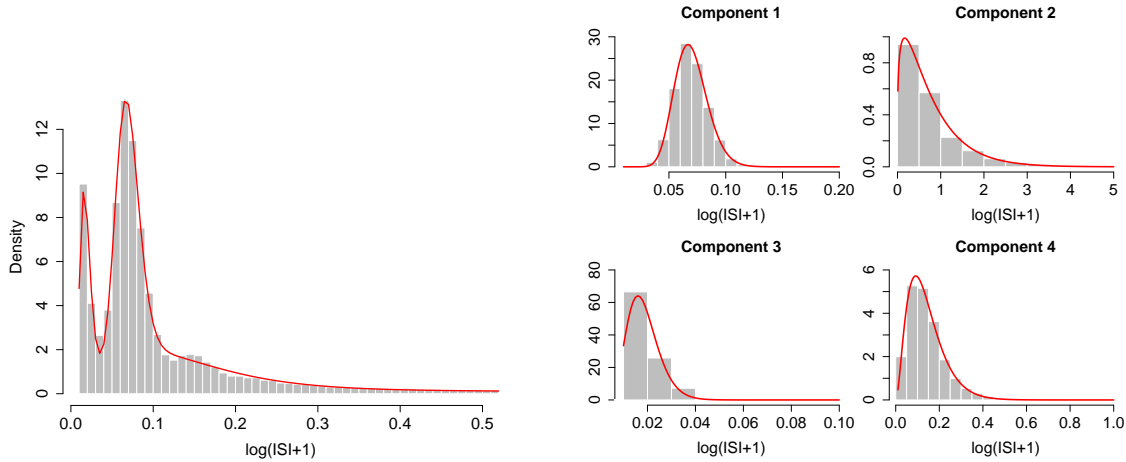 Density
12
10
8
6
4
2
0
0.0 0.1 0.2 0.3 0.4 0.5
log(ISI+1)
Component 1
30
20
10
0
0.05 0.10 0.15 0.20
log(ISI+1)
Component 2
0.8
0.4
0.0
0 1 2 3 4 5
log(ISI+1)
Component 3
80
60
40
20
0
0.02 0.04 0.06 0.08 0.10
log(ISI+1)
Component 4
6
4
2
0
0.0 0.2 0.4 0.6 0.8 1.0
log(ISI+1)